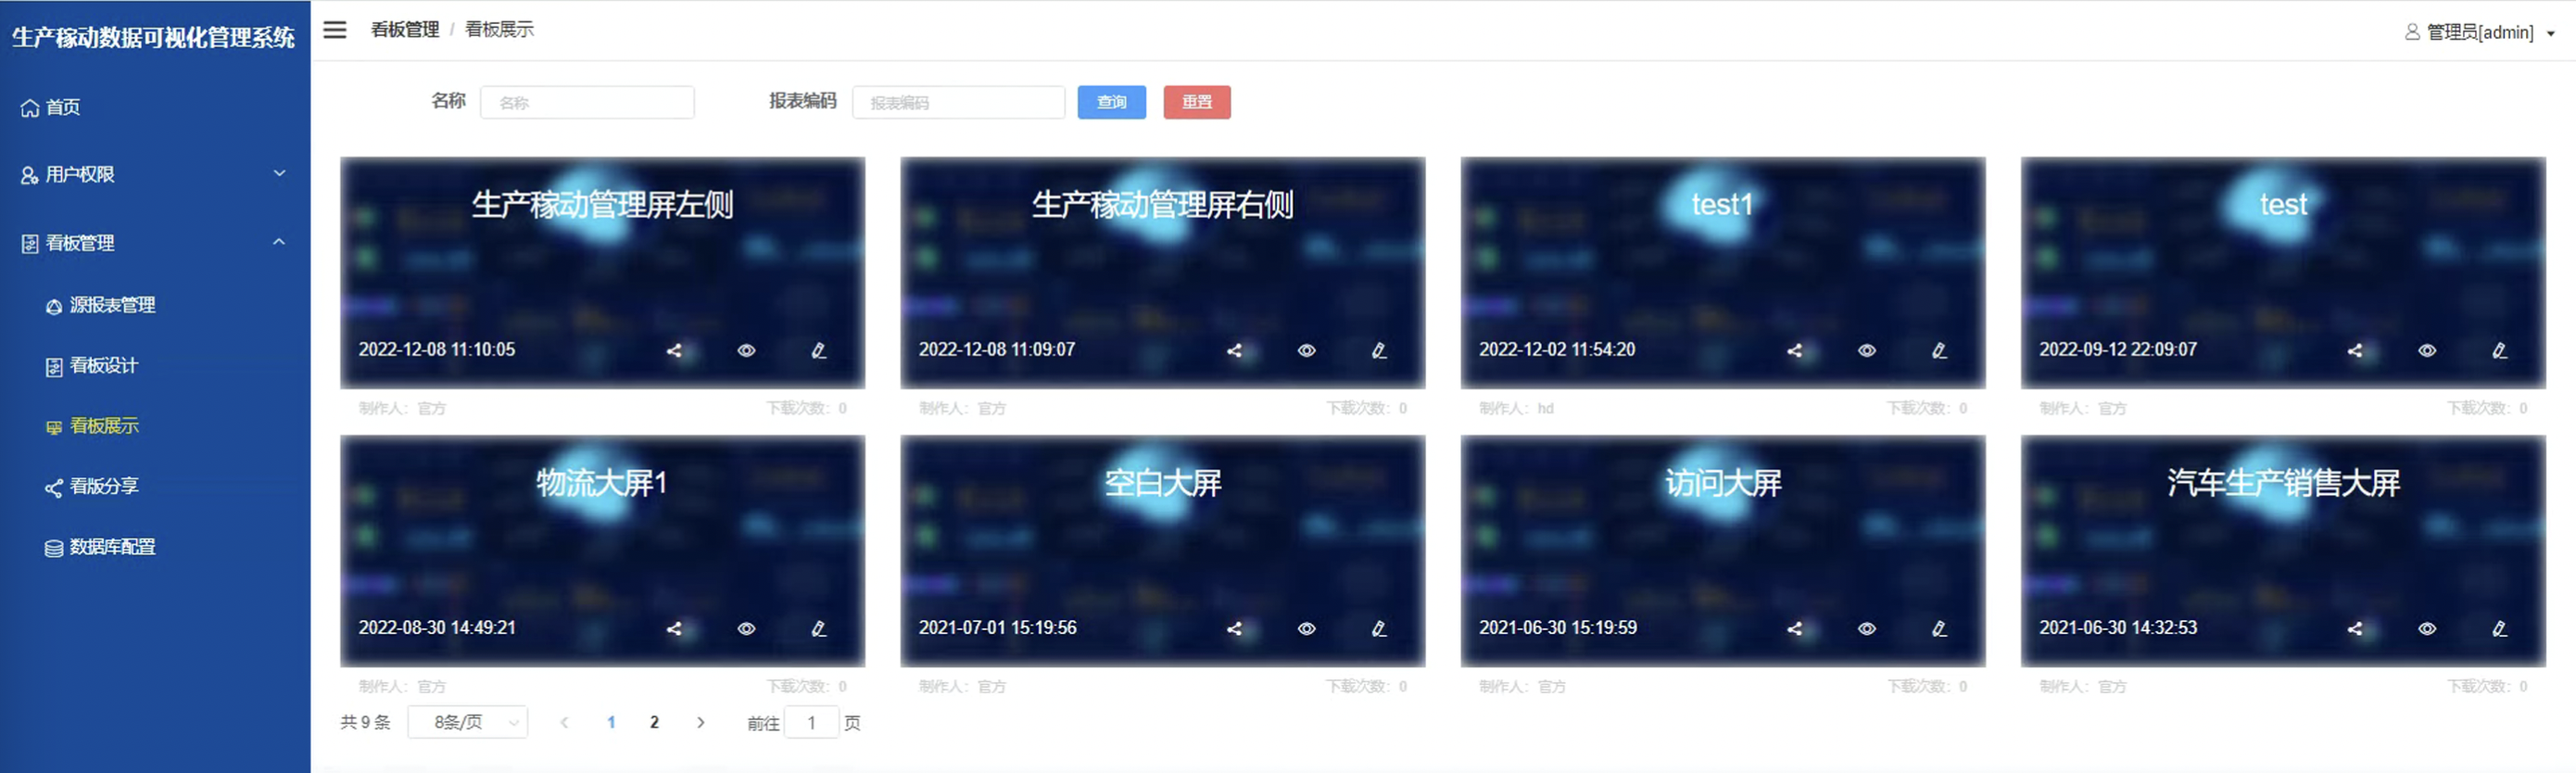 生产稼动数据可视化管理系统
看板管理 / 看板展示
管理员[admin]
首页
用户权限
看板管理
源报表管理
看板设计
看板展示
看版分享
数据库配置
名称 名称 报表编码 报表编码 查询 重置
生产稼动管理屏左侧
2022-12-08 11:10:05
制作人：官方 下载次数：0
生产稼动管理屏右侧
2022-12-08 11:09:07
制作人：官方 下载次数：0
test1
2022-12-02 11:54:20
制作人：hd 下载次数：0
test
2022-09-12 22:09:07
制作人：官方 下载次数：0
物流大屏1
2022-08-30 14:49:21
制作人：官方 下载次数：0
空白大屏
2021-07-01 15:19:56
制作人：官方 下载次数：0
访问大屏
2021-06-30 15:19:59
制作人：官方 下载次数：0
汽车生产销售大屏
2021-06-30 14:32:53
制作人：官方 下载次数：0
共 9 条 8条/页 1 2 前往 1 页